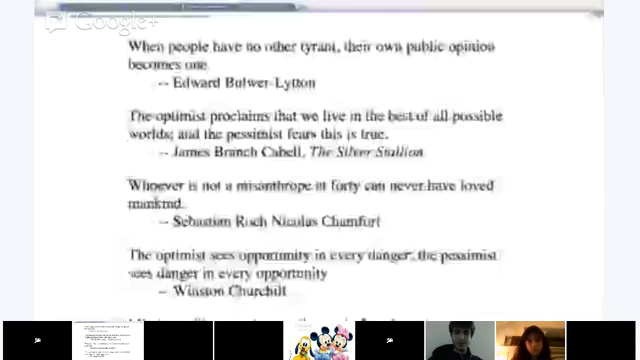 Google+
When people have no other tyrant, their own public opinion
becomes one
-- Edward Bulwer-Lytton
The optimist proclaims that we live in the best of all possible
worlds; and the pessimist fears this is true.
-- James Branch Cabell, The Silver Stallion
Whoever is not a misanthrope at forty can never have loved
mankind.
-- Sebastian Roch Nicolas Chamfort
The optimist sees opportunity in every danger; the pessimist
sees danger in every opportunity
-- Winston Churchill